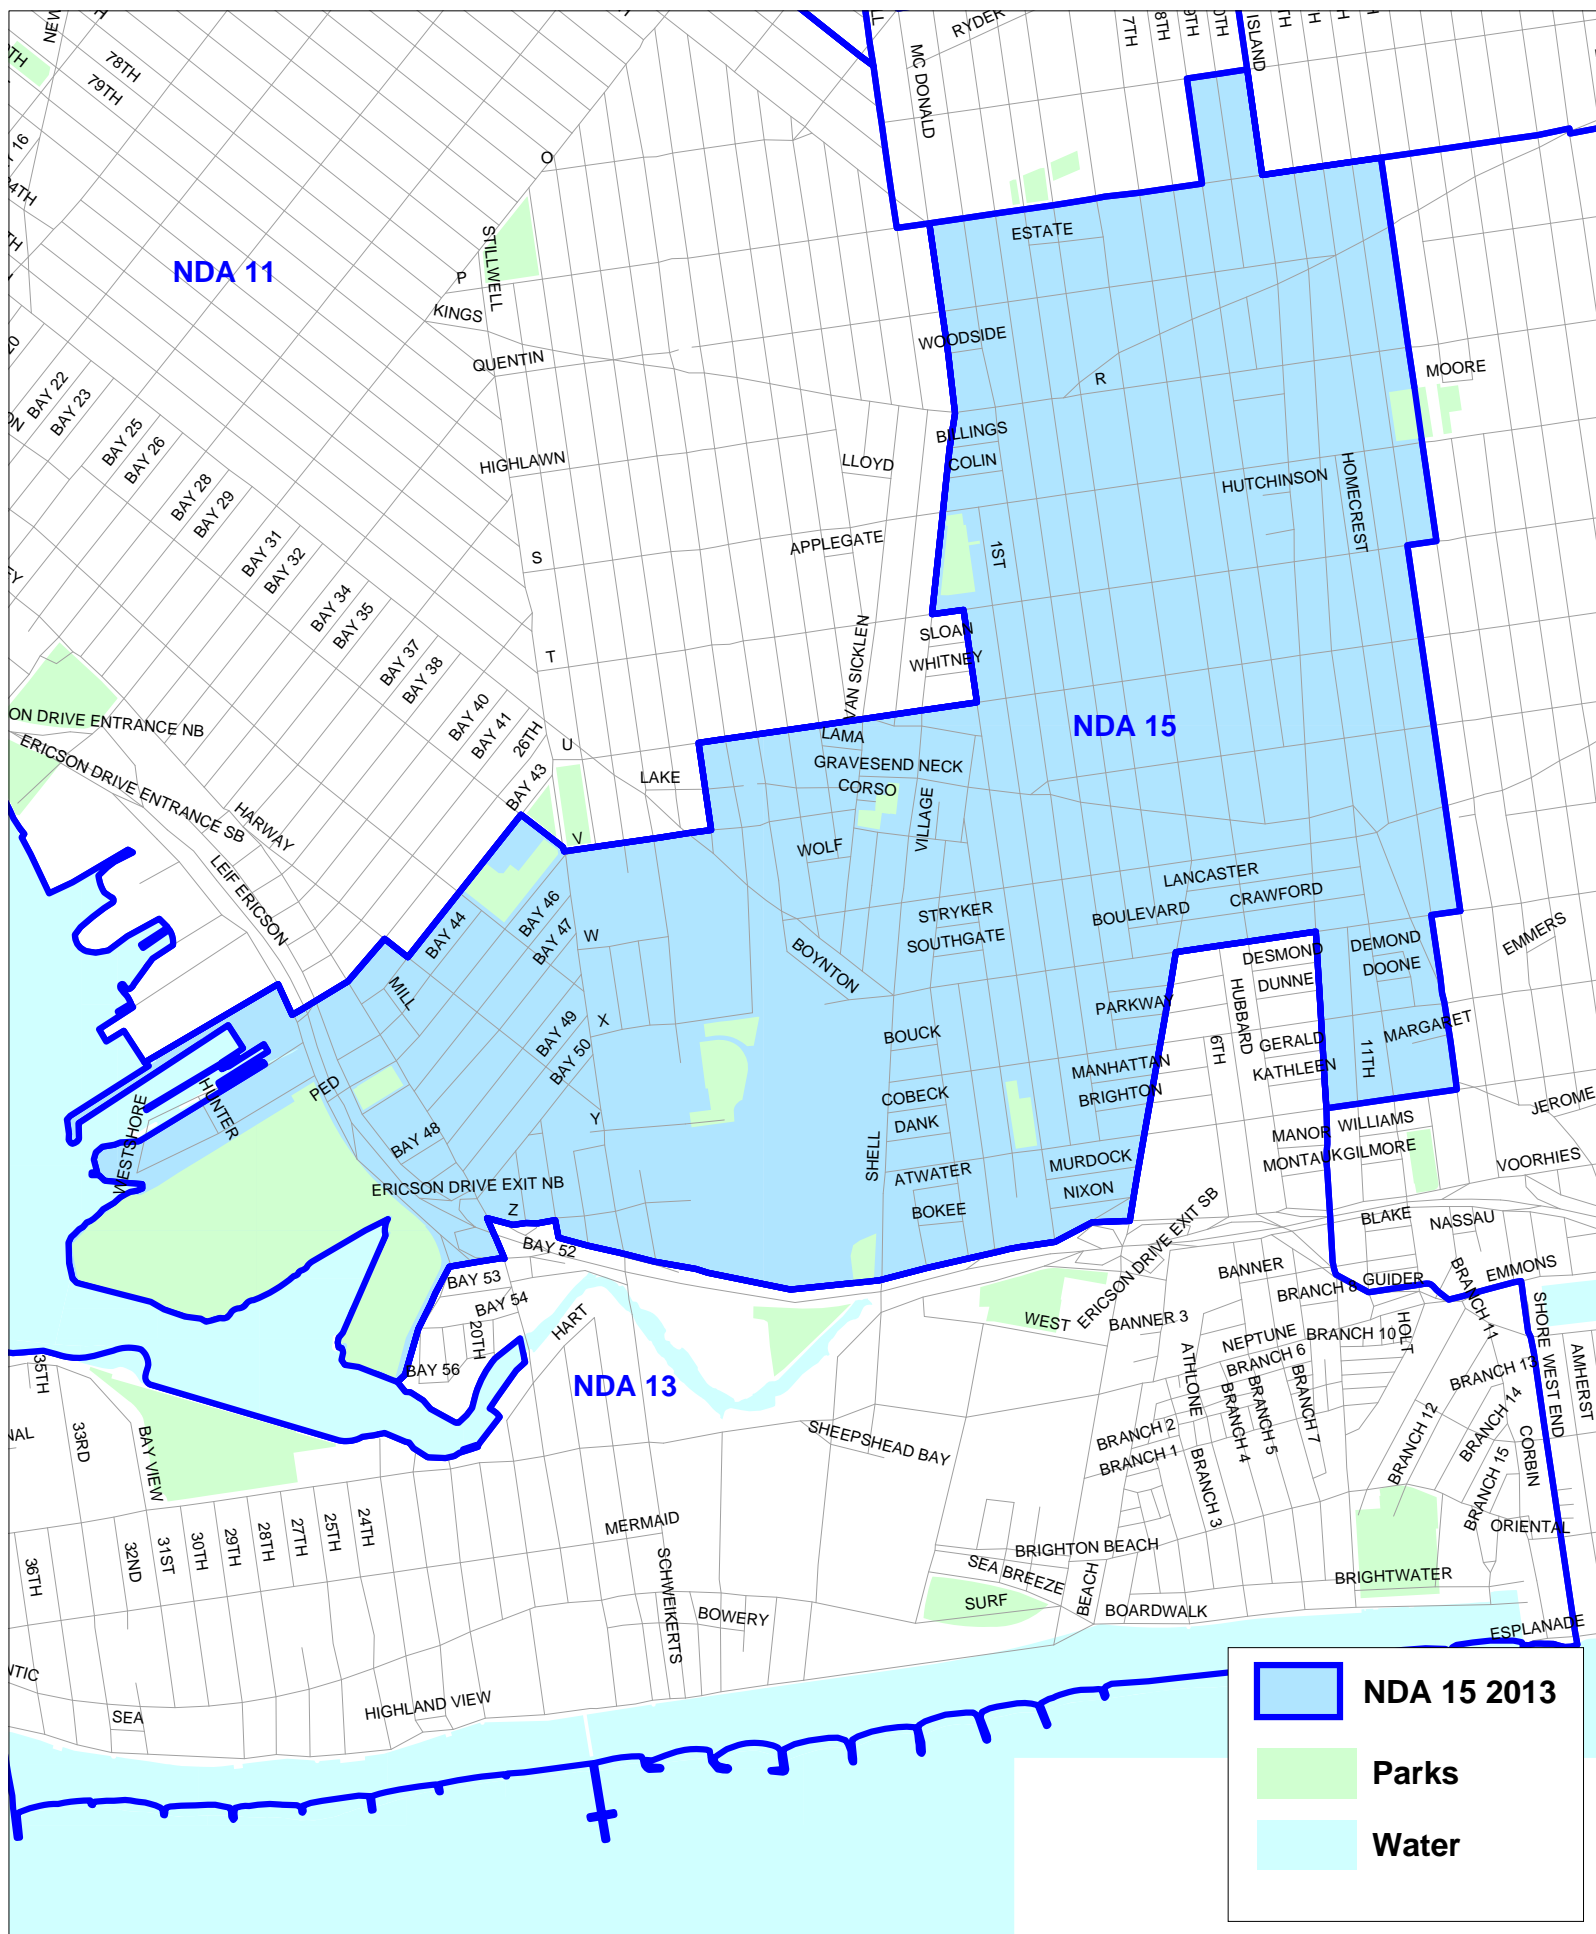 NEW
78TH
79TH
MC DONALD
RYDER
7TH
8TH
9TH
ISLAND
O
STILLWELL
P
KINGS
QUENTIN
ESTATE
NDA 11
WOODSIDE
R
MOORE
BAY 22
BAY 23
BAY 25
BAY 26
BAY 28
BAY 29
BAY 31
BAY 32
BAY 34
BAY 35
BAY 37
BAY 38
BAY 40
BAY 41
26TH
BAY 43
HIGHLAWN
LLOYD
BILLINGS
COLIN
HUTCHINSON
HOMECREST
APPLEGATE
S
1ST
T
VAN SICKLEN
SLOAN
WHITNEY
NDA 15
ON DRIVE ENTRANCE NB
ERICSON DRIVE ENTRANCE SB
HARWAY
LEIF ERICSON
U
LAKE
LAMA
GRAVESEND NECK
CORSO
VILLAGE
V
WOLF
LANCASTER
CRAWFORD
BOULEVARD
STRYKER
SOUTHGATE
BAY 44
BAY 46
BAY 47
W
BOYNTON
DESMOND
DUNNE
DEMOND
DOONE
EMMERS
MILL
BAY 49
BAY 50
X
BOUCK
PARKWAY
HUBBARD
6TH
GERALD
KATHLEEN
11TH
MARGARET
MANHATTAN
BRIGHTON
HUNTER
PED
WESTSHORE
BAY 48
Y
COBECK
DANK
SHELL
ATWATER
BOKEE
MURDOCK
NIXON
MANOR
WILLIAMS
MONTAUK
GILMORE
JEROME
VOORHIES
ERICSON DRIVE EXIT NB
Z
BAY 52
BAY 53
BAY 54
20TH
BAY 56
HART
NDA 13
ERICSON DRIVE EXIT SB
WEST
BLAKE
NASSAU
EMMONS
BANNER
BRANCH 8
GUIDER
BRANCH 11
BANNER 3
NEPTUNE
BRANCH 10
HOLT
BRANCH 6
ATHLONE
BRANCH 4
BRANCH 5
BRANCH 7
BRANCH 13
SHORE WEST END
AMHERST
BRANCH 12
BRANCH 14
CORBIN
BRANCH 15
ORIENTAL
BRANCH 2
BRANCH 1
BRANCH 3
SHEEPSHEAD BAY
35TH
33RD
BAY VIEW
36TH
32ND
31ST
30TH
29TH
28TH
27TH
25TH
24TH
MERMAID
SCHWEIKERTS
BOWERY
BRIGHTON BEACH
SEA BREEZE
BEACH
SURF
BOARDWALK
BRIGHTWATER
ESPLANADE
SEA
HIGHLAND VIEW
NDA 15 2013
Parks
Water